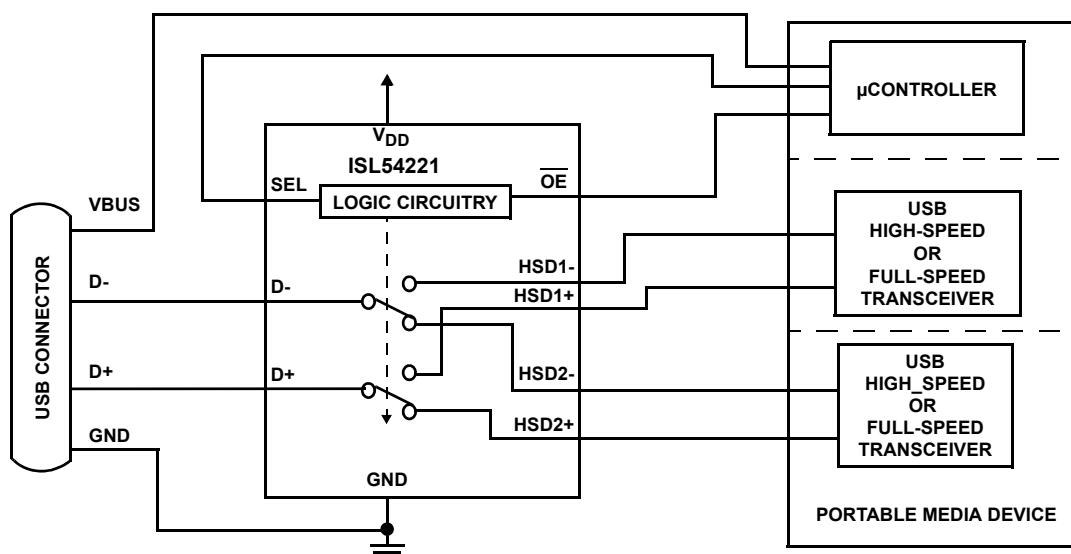 µCONTROLLER
V_DD
ISL54221
SEL
OE
LOGIC CIRCUITRY
VBUS
USB
HIGH-SPEED
OR
FULL-SPEED
TRANSCEIVER
HSD1-
D-
D-
HSD1+
USB CONNECTOR
USB
HIGH_SPEED
OR
FULL-SPEED
TRANSCEIVER
D+
D+
HSD2-
HSD2+
GND
GND
PORTABLE MEDIA DEVICE